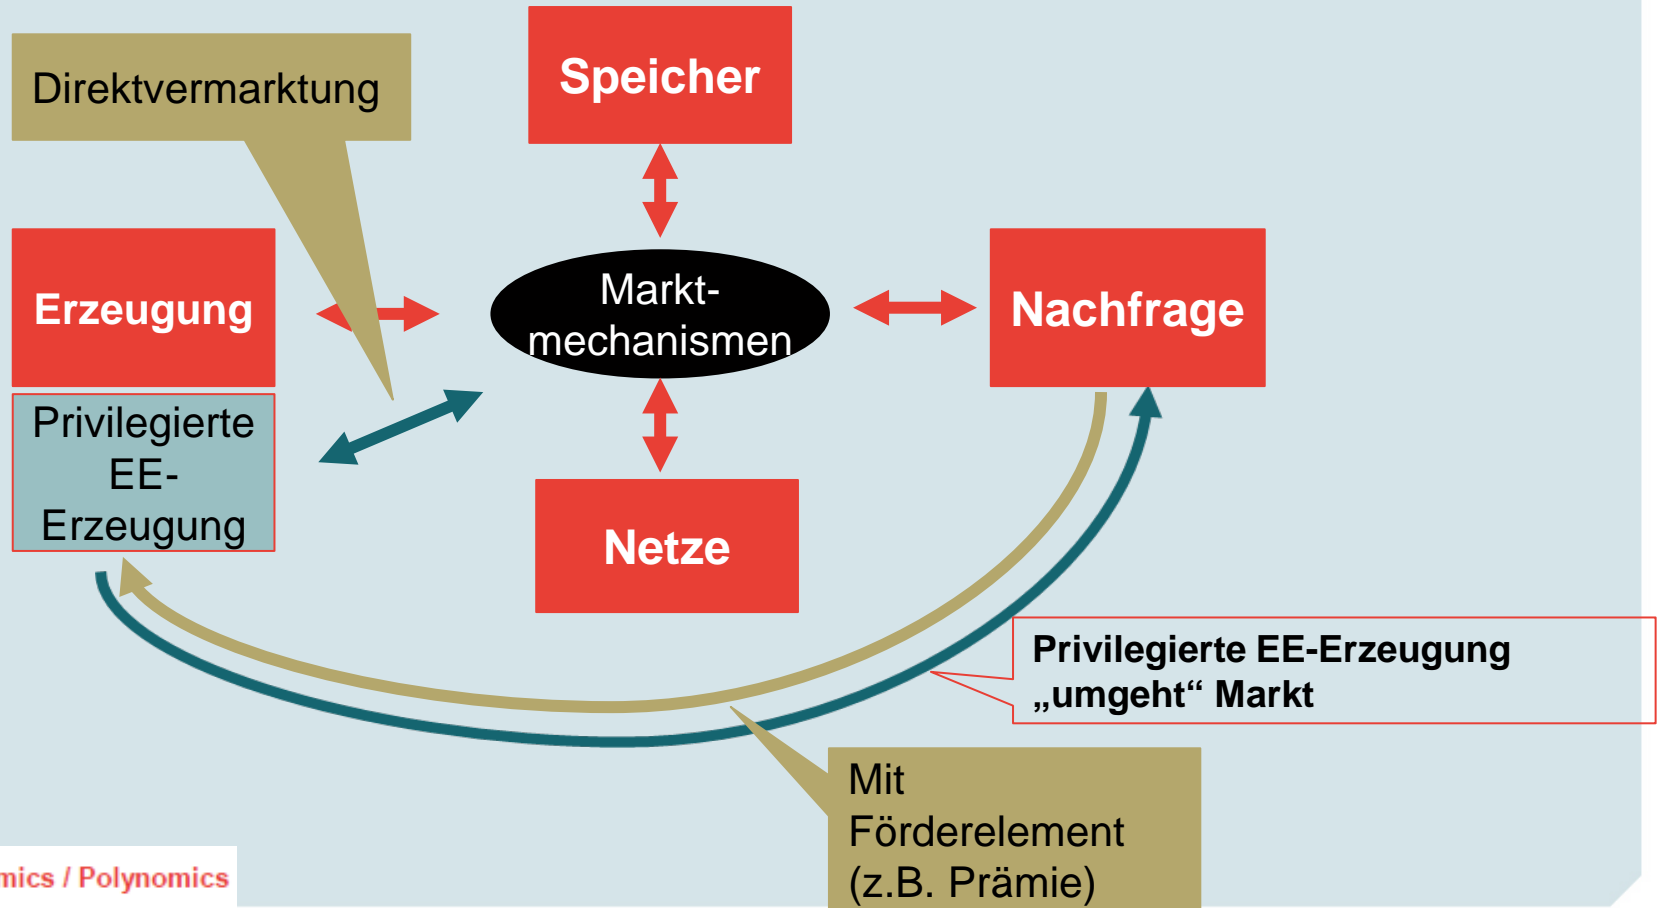 Direktvermarktung
Speicher
Erzeugung
Markt-
mechanismen
Nachfrage
Privilegierte
EE-
Erzeugung
Netze
Privilegierte EE-Erzeugung
„umgeht“ Markt
Mit
Förderelement
(z.B. Prämie)
mics / Polynomics